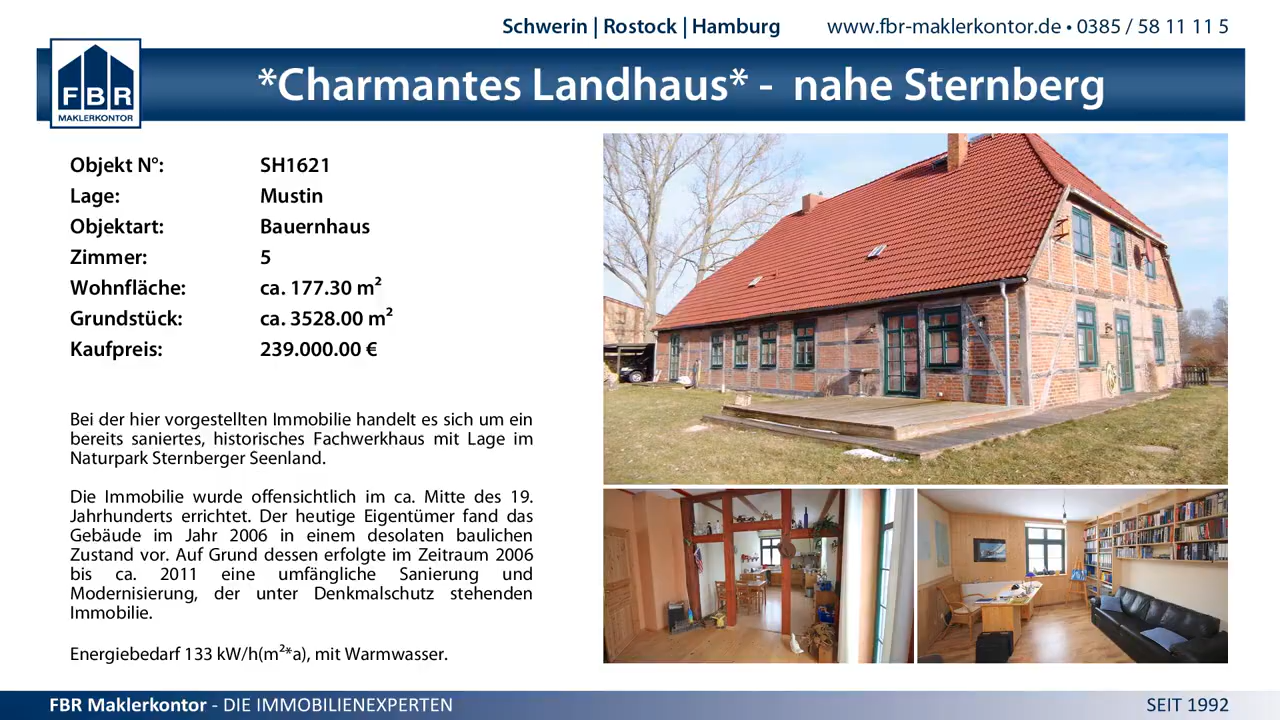 Schwerin | Rostock | Hamburg www.fbr-maklerkontor.de • 0385 / 58 11 11 5
FBR
MAKLERKONTOR
*Charmantes Landhaus* - nahe Sternberg
Objekt N°: SH1621
Lage: Mustin
Objektart: Bauernhaus
Zimmer: 5
Wohnfläche: ca. 177.30 m²
Grundstück: ca. 3528.00 m²
Kaufpreis: 239.000.00 €
Bei der hier vorgestellten Immobilie handelt es sich um ein
bereits saniertes, historisches Fachwerkhaus mit Lage im
Naturpark Sternberger Seenland.
Die Immobilie wurde offensichtlich im ca. Mitte des 19.
Jahrhunderts errichtet. Der heutige Eigentümer fand das
Gebäude im Jahr 2006 in einem desolaten baulichen
Zustand vor. Auf Grund dessen erfolgte im Zeitraum 2006
bis ca. 2011 eine umfängliche Sanierung und
Modernisierung, der unter Denkmalschutz stehenden
Immobilie.
Energiebedarf 133 kW/h(m²*a), mit Warmwasser.
FBR Maklerkontor - DIE IMMOBILIENEXPERTEN SEIT 1992